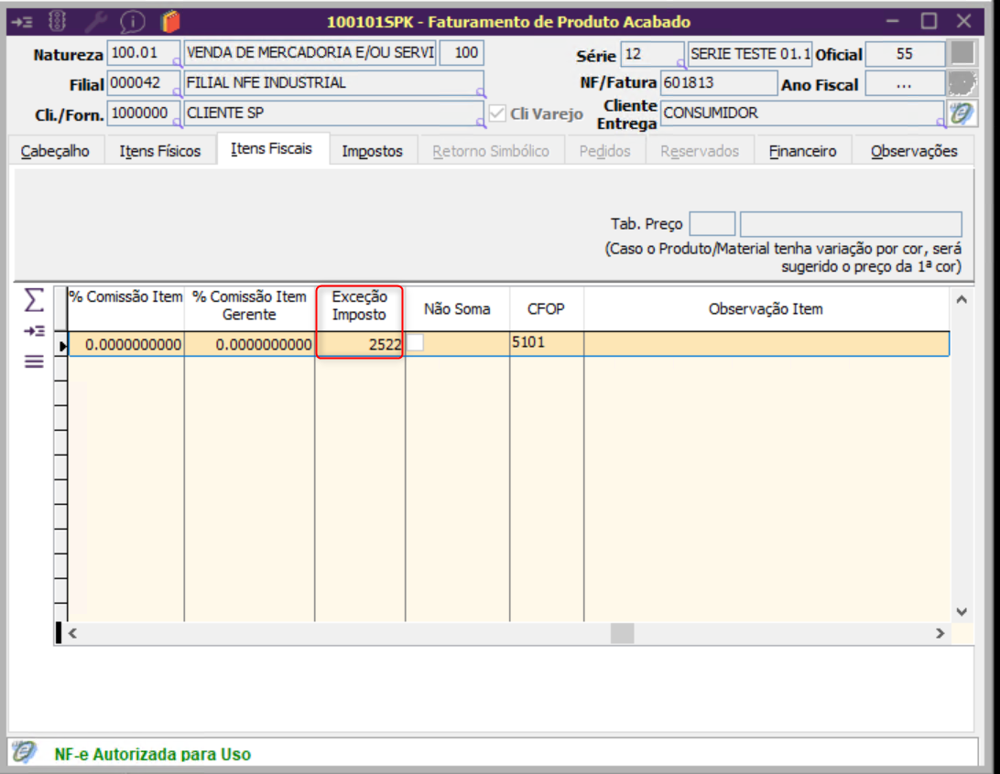 100101SPK - Faturamento de Produto Acabado
Natureza 100.01 VENDA DE MERCADORIA E/OU SERVI 100 Série 12 SERIE TESTE 01.1 Oficial 55
Filial 000042 FILIAL NFE INDUSTRIAL NF/Fatura 601813 Ano Fiscal ...
Cli./Forn. 1000000 CLIENTE SP Cli Varejo Cliente Entrega CONSUMIDOR
Cabeçalho Itens Físicos Itens Fiscais Impostos Retorno Simbólico Pedidos Reservados Financeiro Observações
Tab. Preço
(Caso o Produto/Material tenha variação por cor, será
sugerido o preço da 1ª cor)
% Comissão Item % Comissão Item Gerente Exceção Imposto Não Soma CFOP Observação Item
0.0000000000 0.0000000000 2522 5101
NF-e Autorizada para Uso